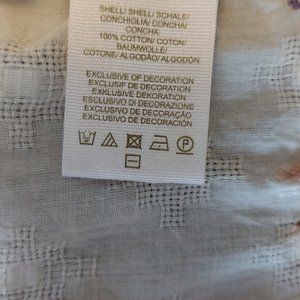 SHELL/ SHELL/ SCHALE/
CONCHIGLIA/ CONCHA/
CONCHA
100% COTTON/ COTON/
BAUMWOLLE/
COTONE/ ALGODÃO/ ALGODÓN
EXCLUSIVE OF DECORATION
EXCLUSIF DE DECORATION
EXKLUSIVE DEKORATION
ESCLUSIVO DI DECORAZIONE
EXCLUSIVO DE DECORAÇÃO
EXCLUSIVO DE DECORACIÓN